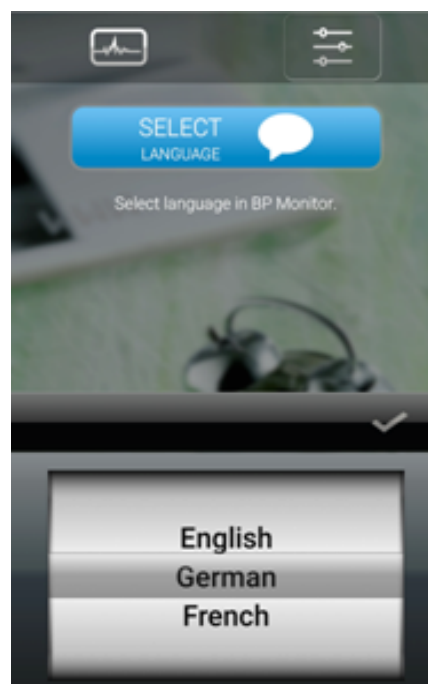 SELECT
LANGUAGE
Select language in BP Monitor.
English
German
French